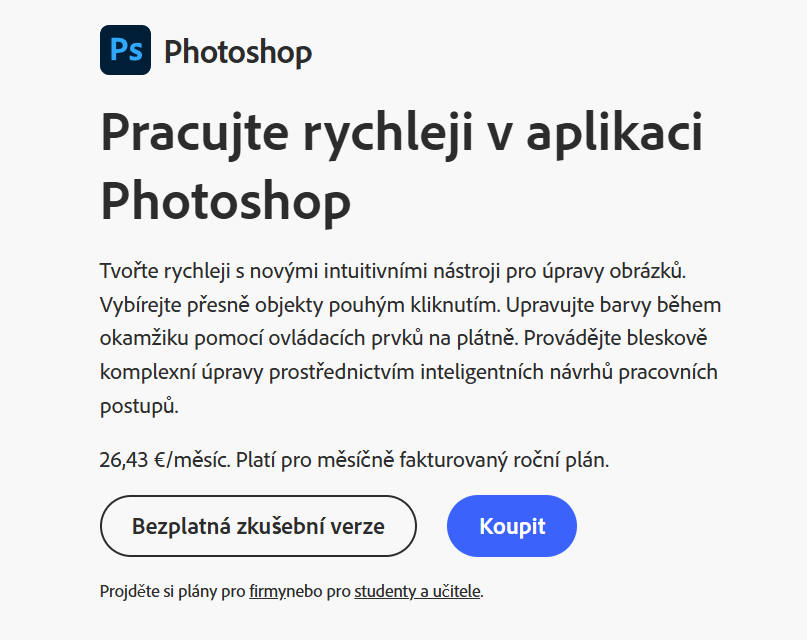 Ps Photoshop
Pracujte rychleji v aplikaci
Photoshop
Tvořte rychleji s novými intuitivními nástroji pro úpravy obrázků.
Vybírejte přesně objekty pouhým kliknutím. Upravujte barvy během
okamžiku pomocí ovládacích prvků na plátně. Provádějte bleskově
komplexní úpravy prostřednictvím inteligentních návrhů pracovních
postupů.
26,43 €/měsíc. Platí pro měsíčně fakturovaný roční plán.
Bezplatná zkušební verze Koupit
Projděte si plány pro firmynebo pro studenty a učitele.